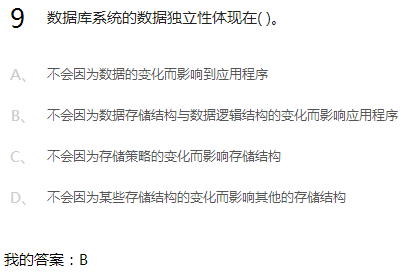 9 数据库系统的数据独立性体现在( )。
A、 不会因为数据的变化而影响到应用程序
B、 不会因为数据存储结构与数据逻辑结构的变化而影响应用程序
C、 不会因为存储策略的变化而影响存储结构
D、 不会因为某些存储结构的变化而影响其他的存储结构
我的答案：B